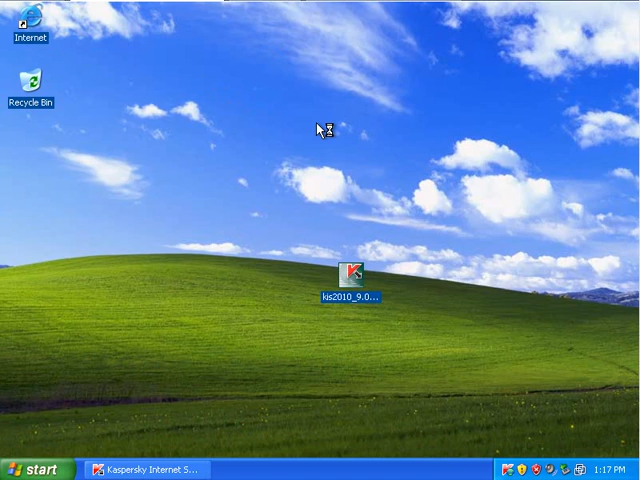 Internet
Recycle Bin
kis2010_9.0...
start
Kaspersky Internet S...
1:17 PM